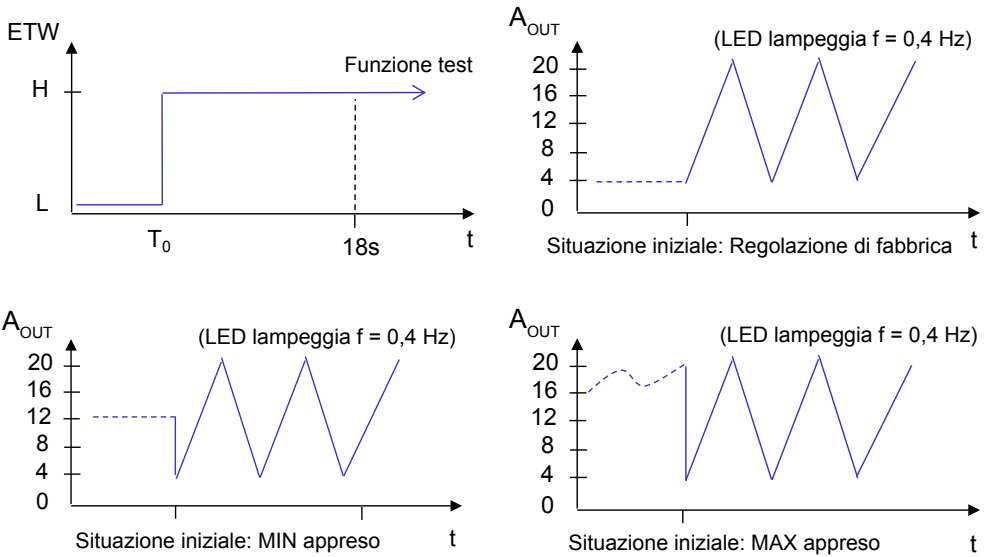 ETW
H
L
Funzione test
T0
18s
t
AOUT
(LED lampeggia f = 0,4 Hz)
20
16
12
8
4
0
Situazione iniziale: Regolazione di fabbrica
t
AOUT
(LED lampeggia f = 0,4 Hz)
20
16
12
8
4
0
Situazione iniziale: MIN appreso
t
AOUT
(LED lampeggia f = 0,4 Hz)
20
16
12
8
4
0
Situazione iniziale: MAX appreso
t